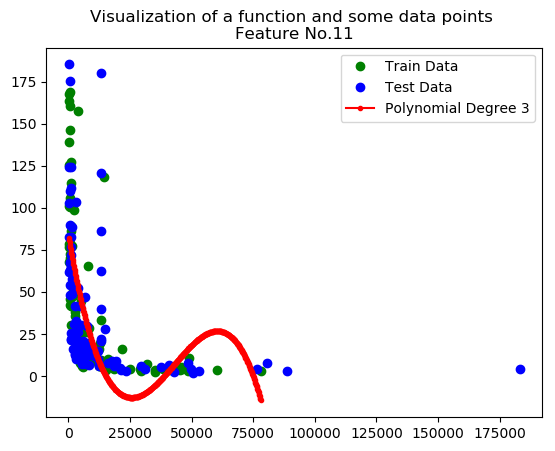 Visualization of a function and some data points
Feature No.11
Train Data
Test Data
Polynomial Degree 3
175
150
125
100
75
50
25
0
0 25000 50000 75000 100000 125000 150000 175000